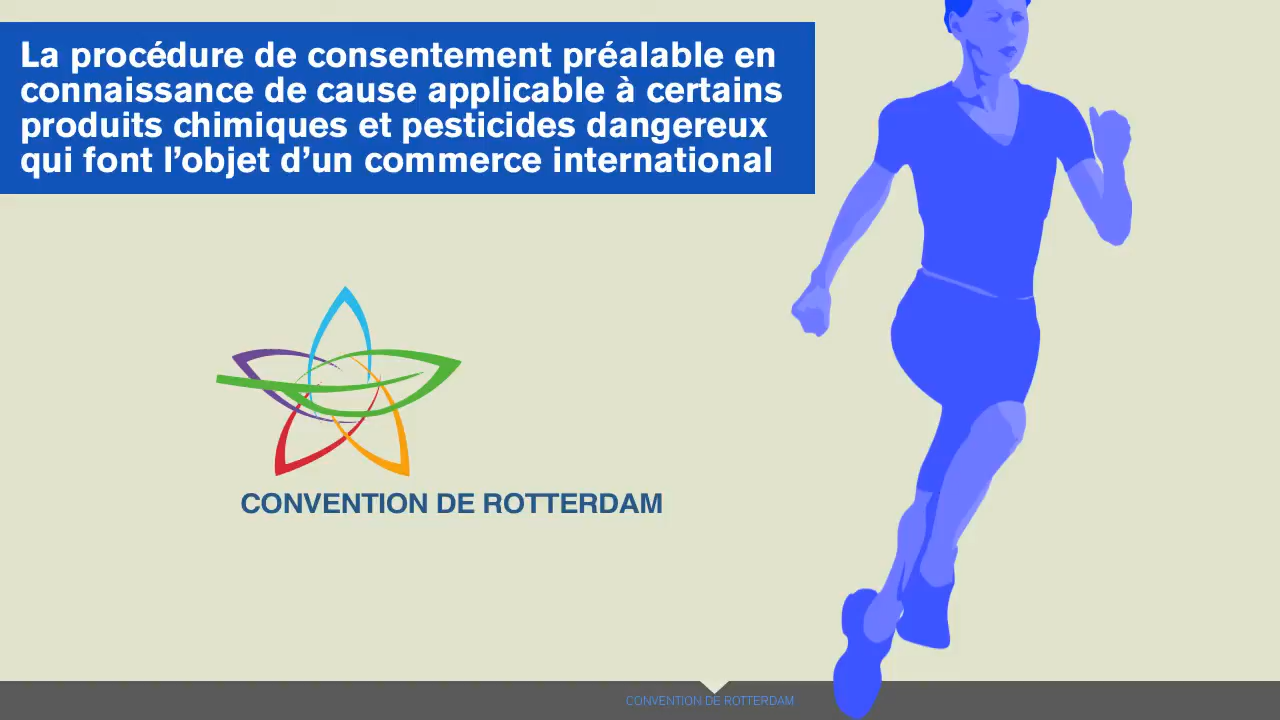 La procédure de consentement préalable en
connaissance de cause applicable à certains
produits chimiques et pesticides dangereux
qui font l’objet d’un commerce international
CONVENTION DE ROTTERDAM
CONVENTION DE ROTTERDAM